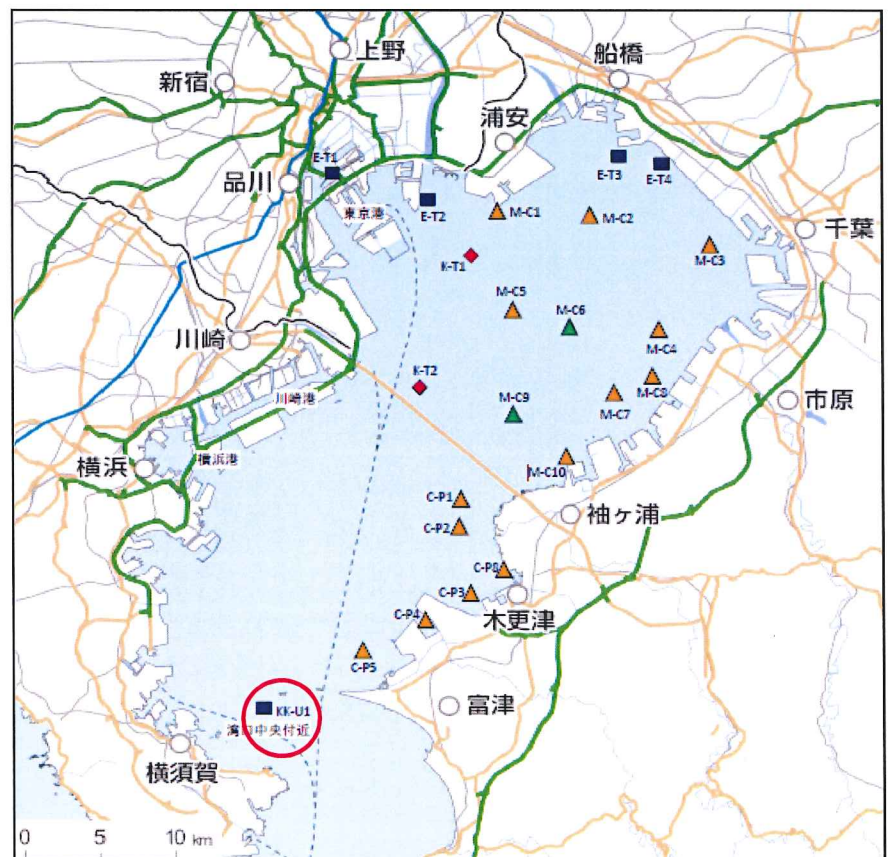 上野
新宿
船橋
浦安
E-T1
E-T3
E-T4
品川
E-T2
東京港
M-C1
M-C2
千葉
M-C3
K-T1
M-C5
M-C6
川崎
M-C4
K-T2
M-C8
川崎港
M-C9
M-C7
市原
横浜
横浜港
M-C10
C-P1
袖ヶ浦
C-P2
C-P8
C-P3
木更津
C-P4
C-P5
KK-U1
富津
湾口中央付近
横須賀
0 5 10 km